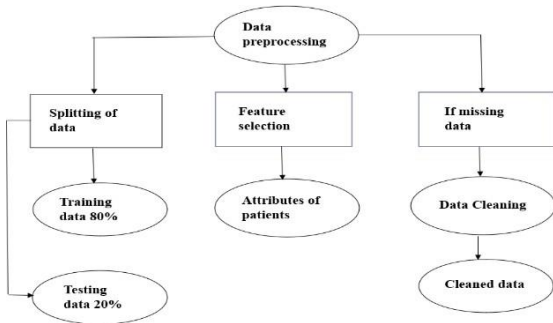 Data
preprocessing
Splitting of
data
Feature
selection
If missing
data
Training
data 80%
Attributes of
patients
Data Cleaning
Testing
data 20%
Cleaned data